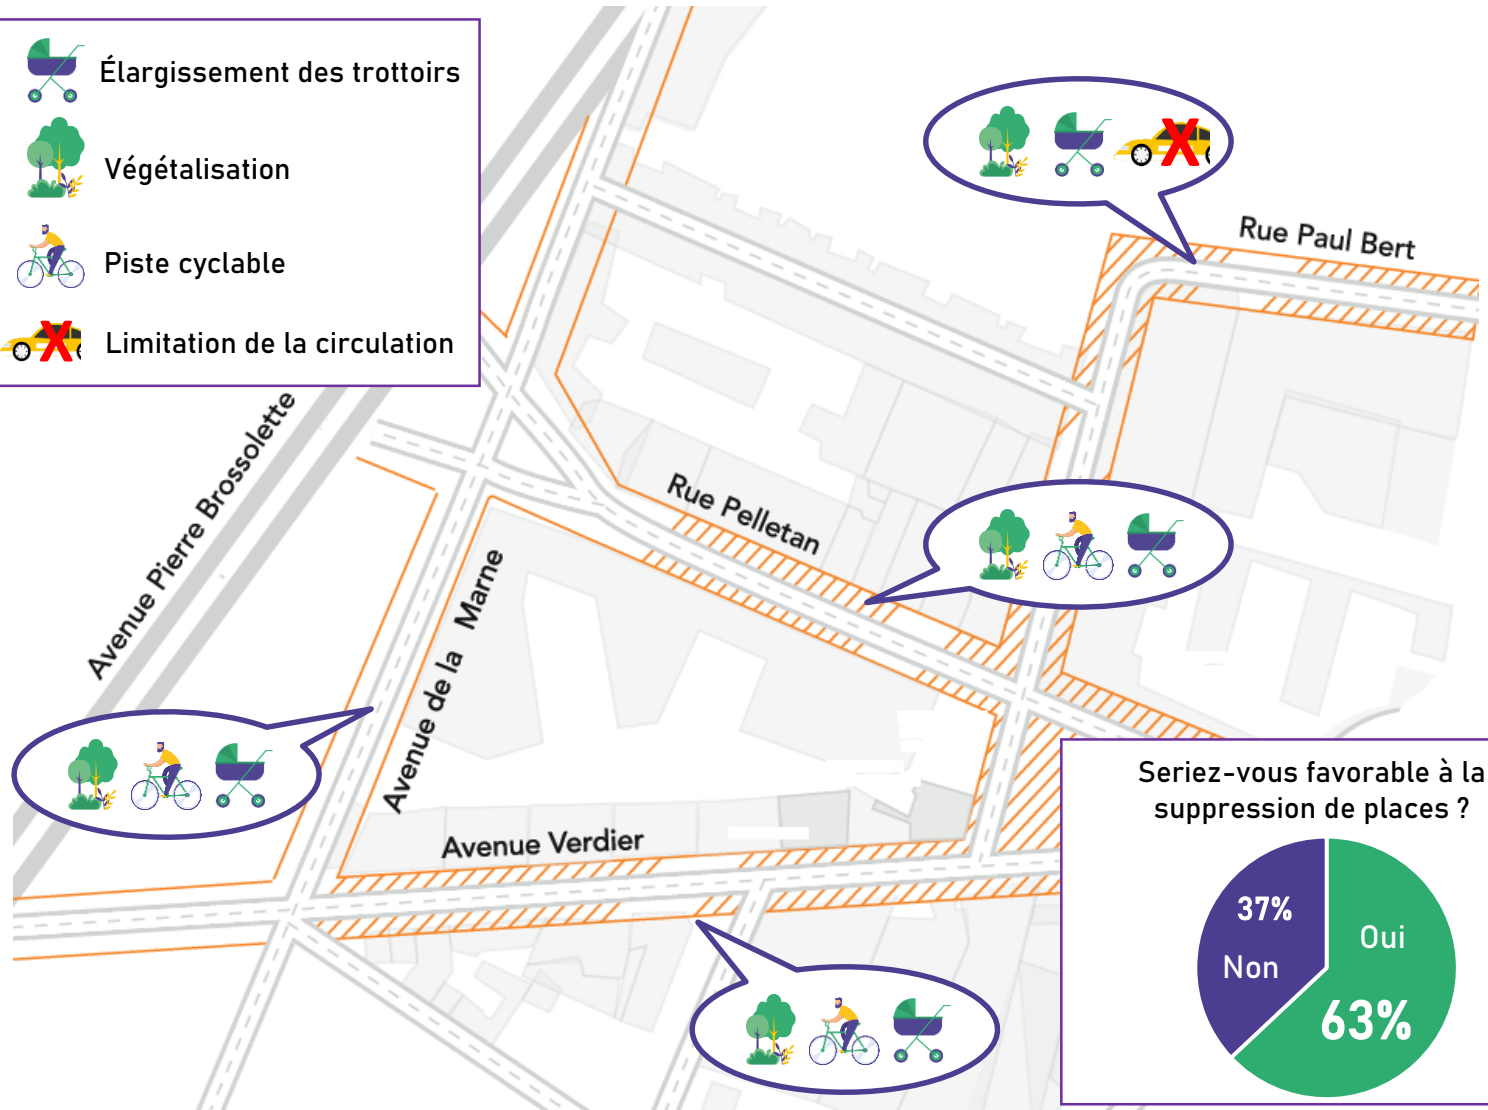 Élargissement des trottoirs
Végétalisation
Piste cyclable
Limitation de la circulation
Rue Paul Bert
Avenue Pierre Brossolette
Rue Pelletan
Avenue de la Marne
Avenue Verdier
Seriez-vous favorable à la
suppression de places ?
37%
Non
Oui
63%